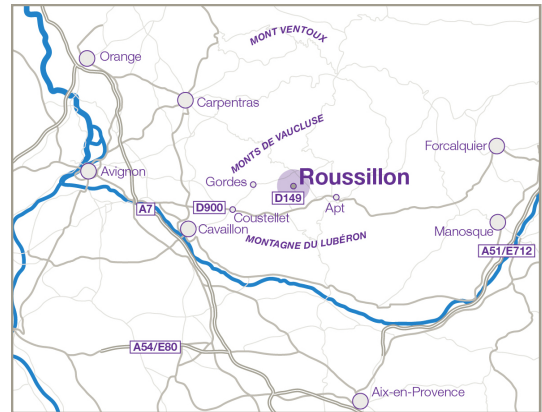 MONT VENTOUX
Orange
Carpentras
MONTS DE VAUCLUSE
Forcalquier
Avignon
Gordes
Roussillon
D149
Apt
A7
D900
Coustellet
Cavaillon
MONTAGNE DU LUBÉRON
Manosque
A51/E712
A54/E80
Aix-en-Provence